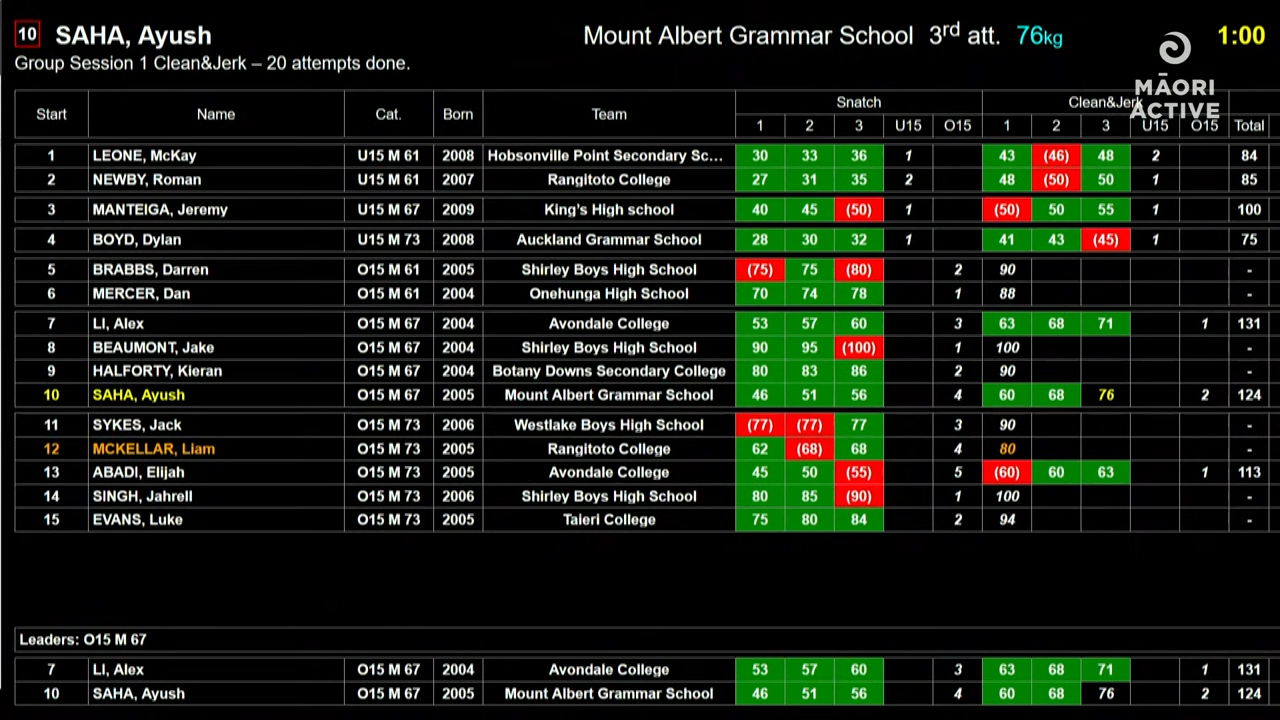 10 SAHA, Ayush Mount Albert Grammar School 3rd att. 76kg 1:00
Group Session 1 Clean&Jerk – 20 attempts done.
MĀORI
ACTIVE
Start Name Cat. Born Team Snatch Clean&Jerk
1 2 3 U15 O15 1 2 3 U15 O15 Total
1 LEONE, McKay U15 M 61 2008 Hobsonville Point Secondary Sc... 30 33 36 1 43 (46) 48 2 84
2 NEWBY, Roman U15 M 61 2007 Rangitoto College 27 31 35 2 48 (50) 50 1 85
3 MANTEIGA, Jeremy U15 M 67 2009 King's High school 40 45 (50) 1 (50) 50 55 1 100
4 BOYD, Dylan U15 M 73 2008 Auckland Grammar School 28 30 32 1 41 43 (45) 1 75
5 BRABBS, Darren O15 M 61 2005 Shirley Boys High School (75) 75 (80) 2 90 -
6 MERCER, Dan O15 M 61 2004 Onehunga High School 70 74 78 1 88 -
7 LI, Alex O15 M 67 2004 Avondale College 53 57 60 3 63 68 71 1 131
8 BEAUMONT, Jake O15 M 67 2004 Shirley Boys High School 90 95 (100) 1 100 -
9 HALFORTY, Kieran O15 M 67 2004 Botany Downs Secondary College 80 83 86 2 90 -
10 SAHA, Ayush O15 M 67 2005 Mount Albert Grammar School 46 51 56 4 60 68 76 2 124
11 SYKES, Jack O15 M 73 2006 Westlake Boys High School (77) (77) 77 3 90 -
12 MCKELLAR, Liam O15 M 73 2005 Rangitoto College 62 (68) 68 4 80 -
13 ABADI, Elijah O15 M 73 2005 Avondale College 45 50 (55) 5 (60) 60 63 1 113
14 SINGH, Jahrell O15 M 73 2006 Shirley Boys High School 80 85 (90) 1 100 -
15 EVANS, Luke O15 M 73 2005 Taieri College 75 80 84 2 94 -
Leaders: O15 M 67
7 LI, Alex O15 M 67 2004 Avondale College 53 57 60 3 63 68 71 1 131
10 SAHA, Ayush O15 M 67 2005 Mount Albert Grammar School 46 51 56 4 60 68 76 2 124